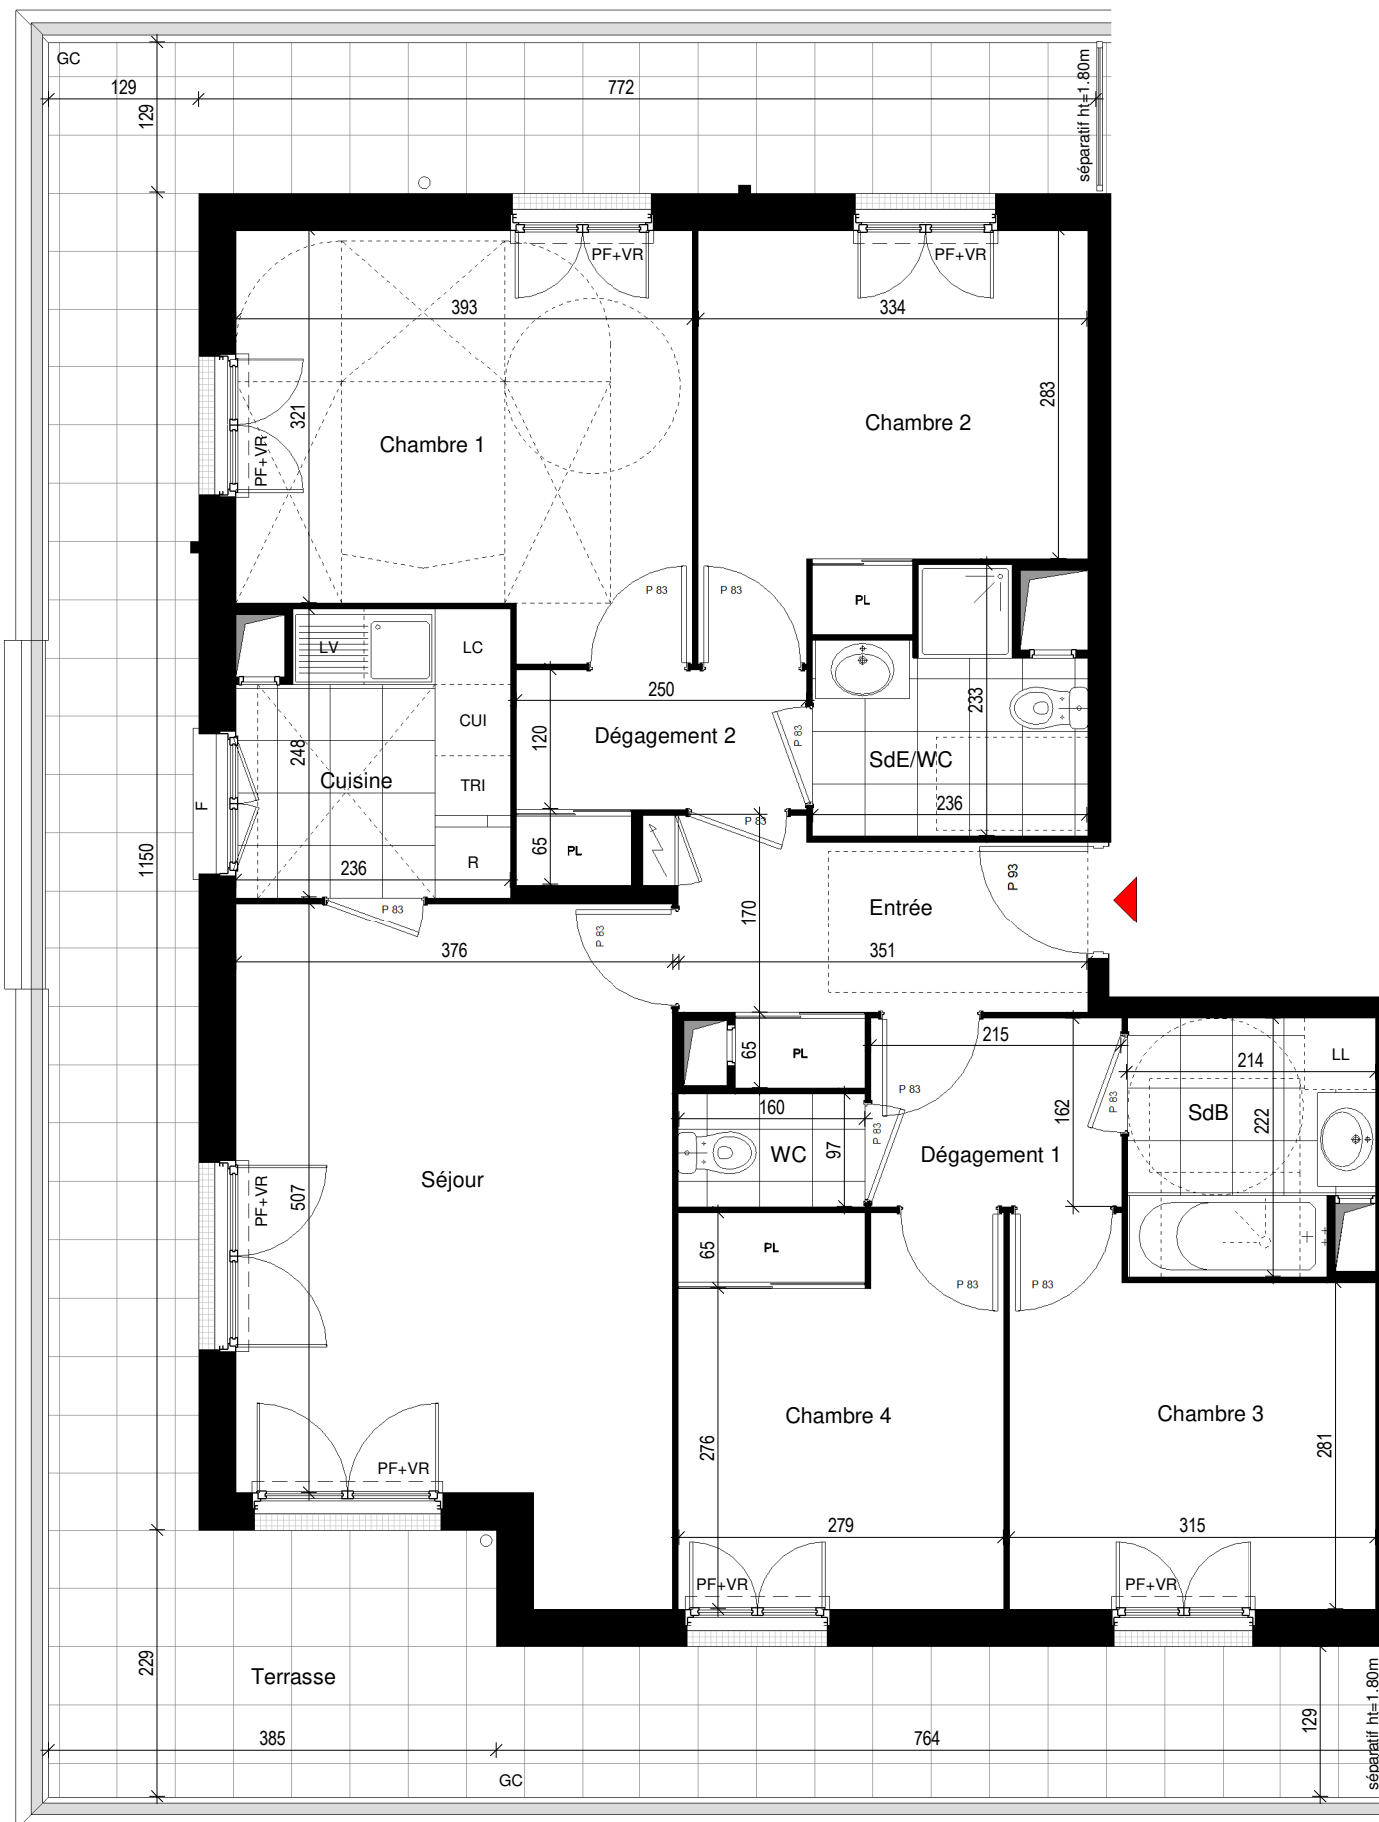 GC
129
772
129
séparatif ht=1.80m
PF+VR
PF+VR
393
334
321
283
Chambre 1
Chambre 2
PF+VR
P 83
P 83
PL
LV
LC
250
233
CUI
120
Dégagement 2
P 83
248
Cuisine
SdE/WC
TRI
F
236
P 83
65
PL
R
236
1150
P 93
170
Entrée
P 83
P 83
376
351
215
65
PL
LL
214
P 83
160
162
P 83
SdB
222
P 83
97
WC
Dégagement 1
Séjour
PF+VR
507
65
PL
P 83
P 83
Chambre 4
Chambre 3
276
281
PF+VR
279
315
PF+VR
PF+VR
229
Terrasse
séparatif ht=1.80m
129
385
764
GC